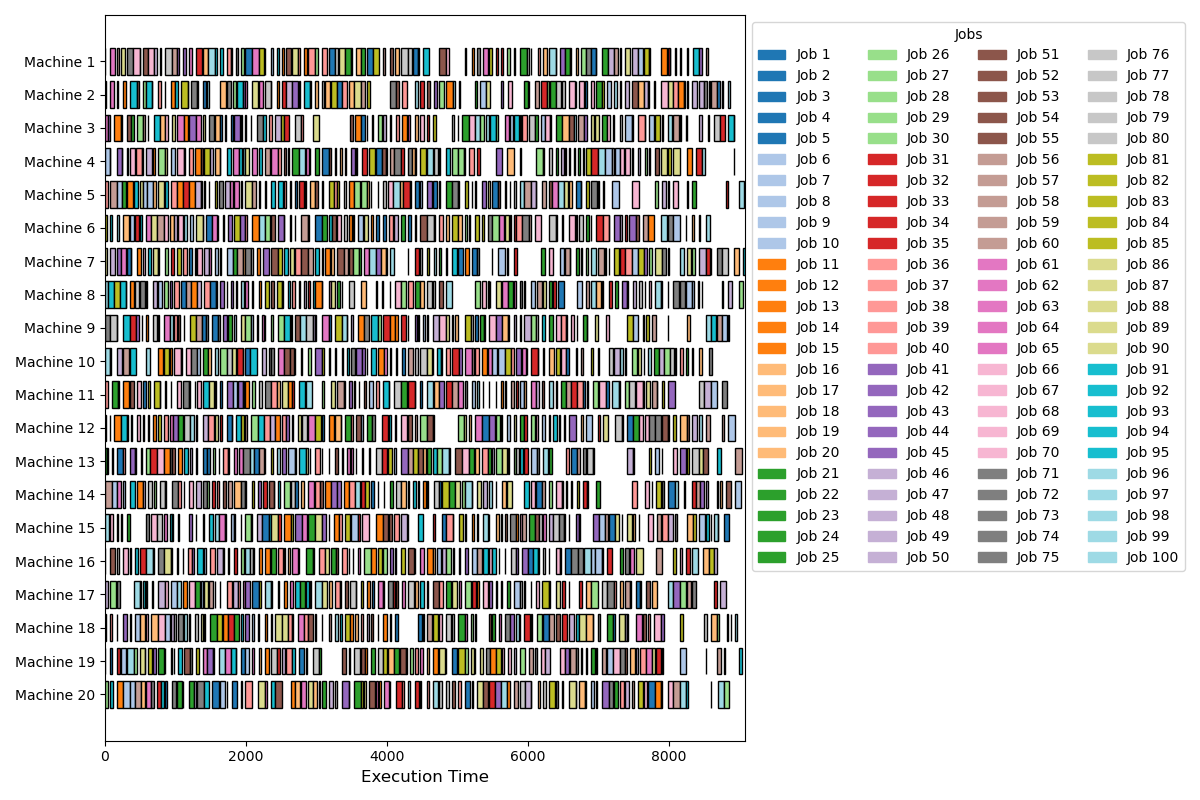 Machine 1
Machine 2
Machine 3
Machine 4
Machine 5
Machine 6
Machine 7
Machine 8
Machine 9
Machine 10
Machine 11
Machine 12
Machine 13
Machine 14
Machine 15
Machine 16
Machine 17
Machine 18
Machine 19
Machine 20
0 2000 4000 6000 8000
Execution Time
Jobs
Job 1 Job 26 Job 51 Job 76
Job 2 Job 27 Job 52 Job 77
Job 3 Job 28 Job 53 Job 78
Job 4 Job 29 Job 54 Job 79
Job 5 Job 30 Job 55 Job 80
Job 6 Job 31 Job 56 Job 81
Job 7 Job 32 Job 57 Job 82
Job 8 Job 33 Job 58 Job 83
Job 9 Job 34 Job 59 Job 84
Job 10 Job 35 Job 60 Job 85
Job 11 Job 36 Job 61 Job 86
Job 12 Job 37 Job 62 Job 87
Job 13 Job 38 Job 63 Job 88
Job 14 Job 39 Job 64 Job 89
Job 15 Job 40 Job 65 Job 90
Job 16 Job 41 Job 66 Job 91
Job 17 Job 42 Job 67 Job 92
Job 18 Job 43 Job 68 Job 93
Job 19 Job 44 Job 69 Job 94
Job 20 Job 45 Job 70 Job 95
Job 21 Job 46 Job 71 Job 96
Job 22 Job 47 Job 72 Job 97
Job 23 Job 48 Job 73 Job 98
Job 24 Job 49 Job 74 Job 99
Job 25 Job 50 Job 75 Job 100